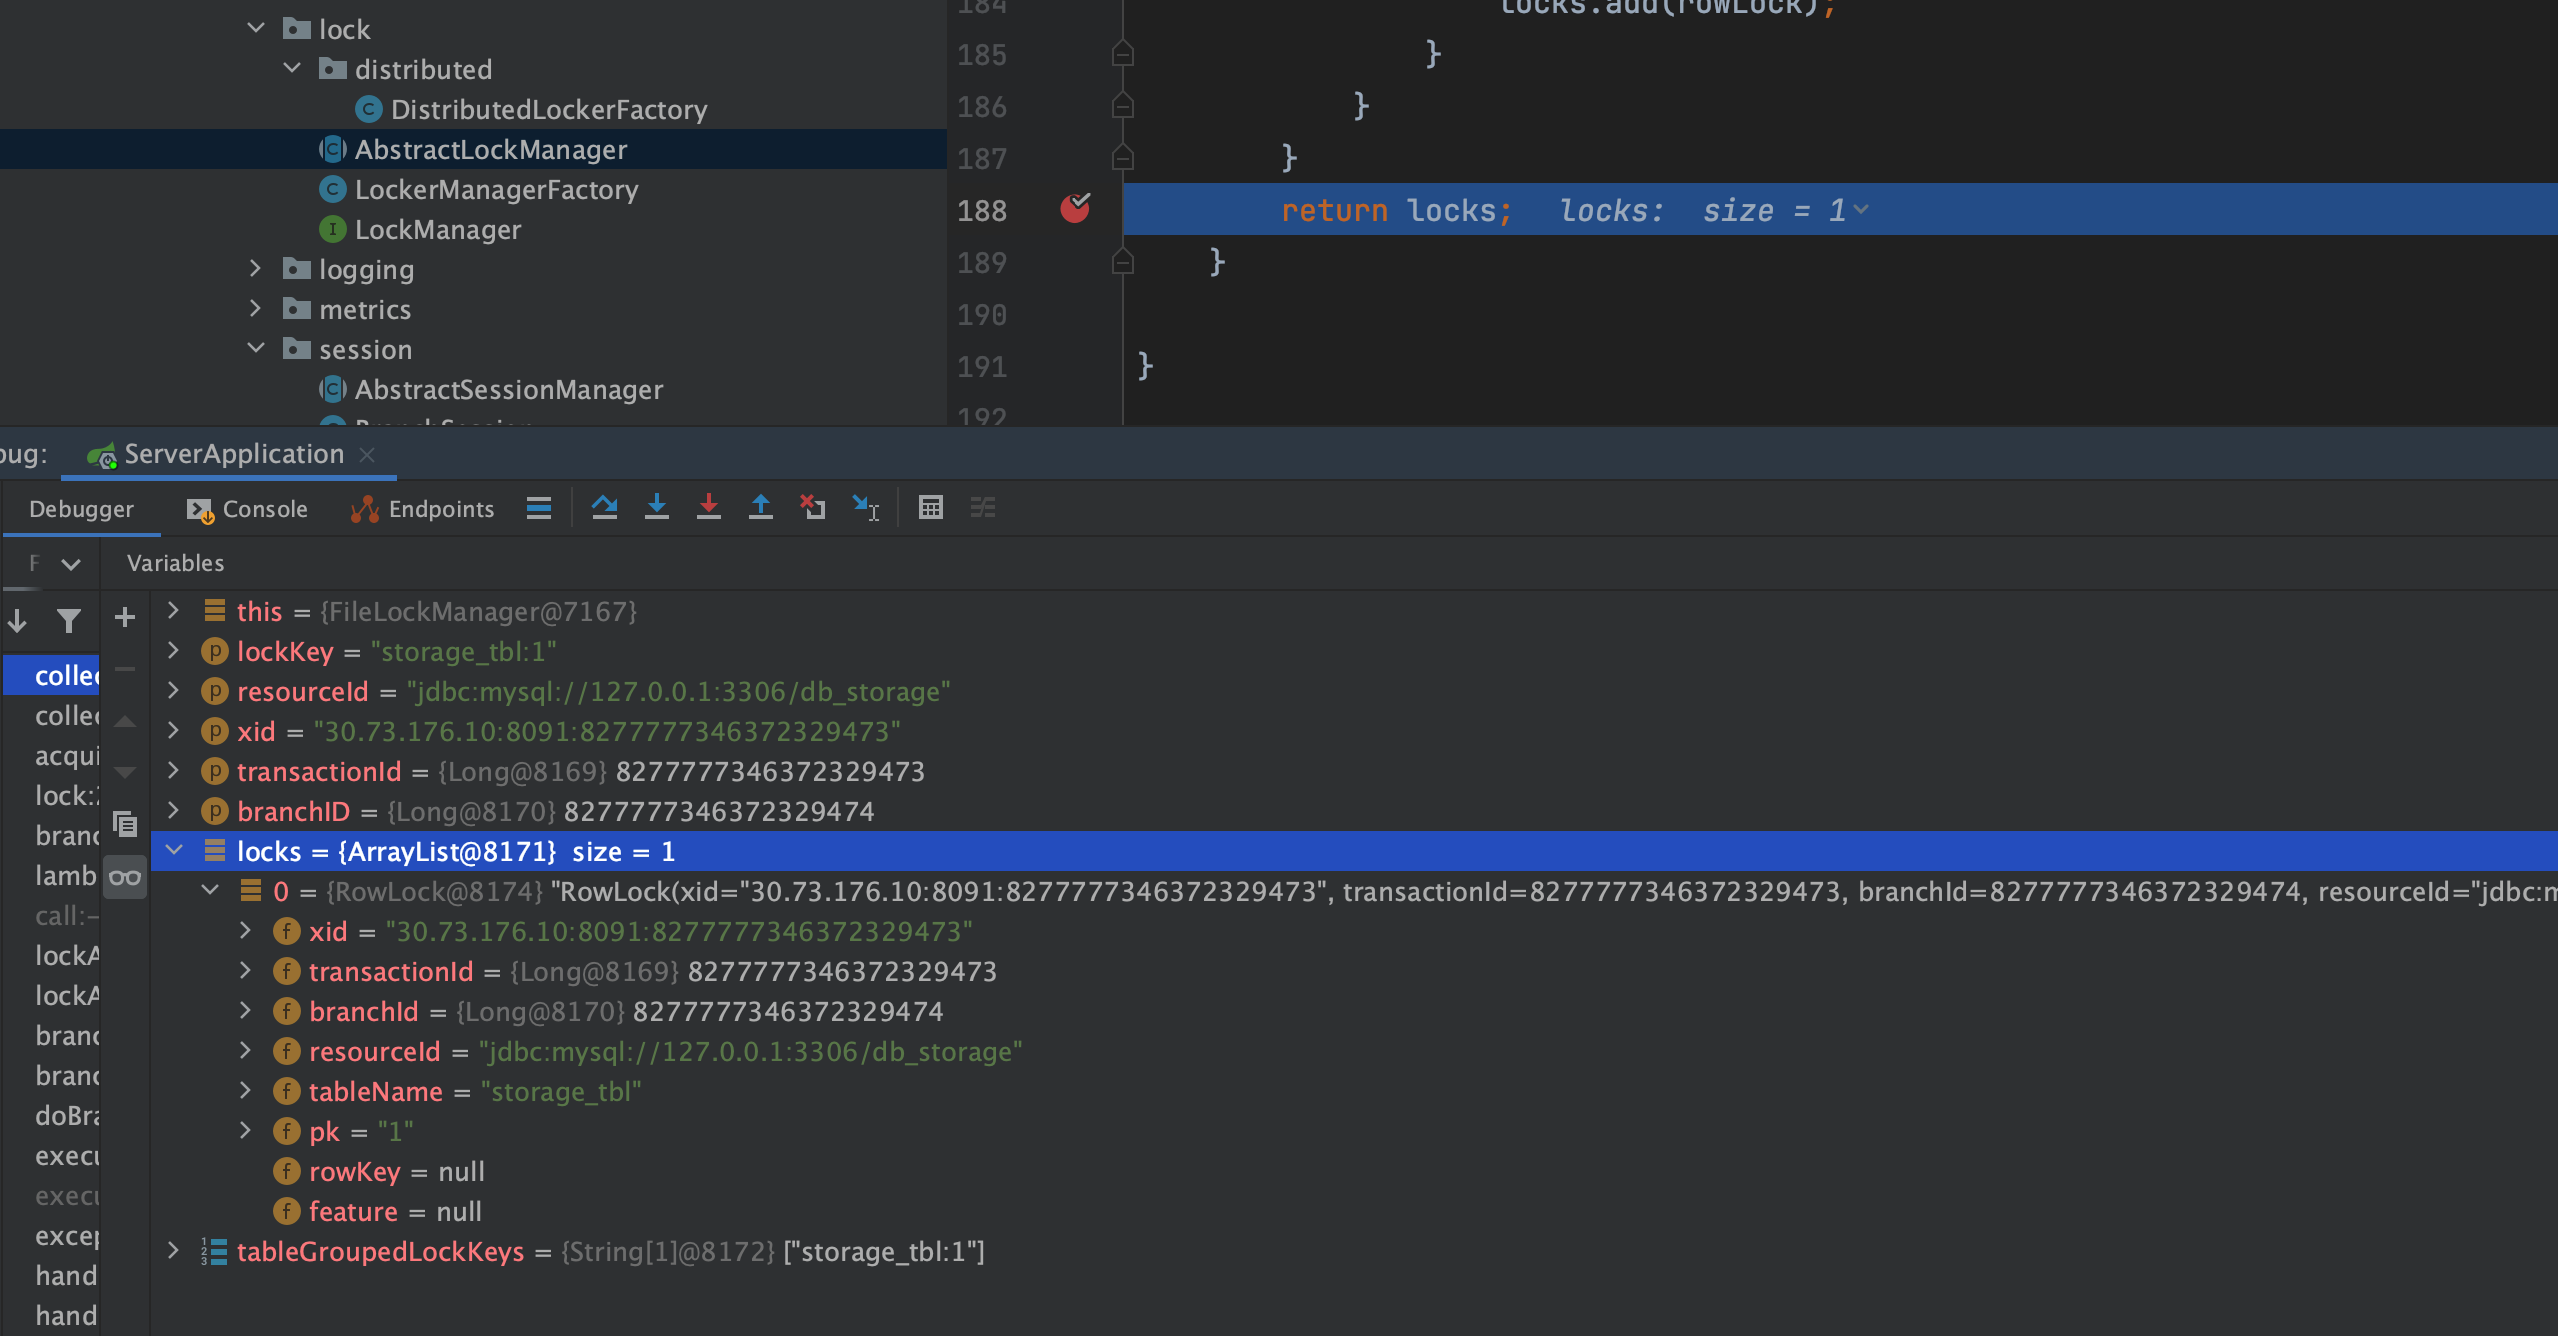 lock
distributed
DistributedLockerFactory
AbstractLockManager
LockerManagerFactory
LockManager
logging
metrics
session
AbstractSessionManager
BranchSession
184 locks.add(rowLock);
185 }
186 }
187 }
188 return locks; locks: size = 1
189 }
190
191 }
192
bug: ServerApplication
Debugger Console Endpoints
F Variables
this = {FileLockManager@7167}
lockKey = "storage_tbl:1"
resourceId = "jdbc:mysql://127.0.0.1:3306/db_storage"
xid = "30.73.176.10:8091:8277777346372329473"
transactionId = {Long@8169} 8277777346372329473
branchID = {Long@8170} 8277777346372329474
locks = {ArrayList@8171} size = 1
0 = {RowLock@8174} "RowLock(xid="30.73.176.10:8091:8277777346372329473", transactionId=8277777346372329473, branchId=8277777346372329474, resourceId="jdbc:m
xid = "30.73.176.10:8091:8277777346372329473"
transactionId = {Long@8169} 8277777346372329473
branchId = {Long@8170} 8277777346372329474
resourceId = "jdbc:mysql://127.0.0.1:3306/db_storage"
tableName = "storage_tbl"
pk = "1"
rowKey = null
feature = null
tableGroupedLockKeys = {String[1]@8172} ["storage_tbl:1"]
collec
collec
acqui
lock:2
branc
lamb
call:-
lockA
lockA
branc
branc
doBra
execu
execu
excep
hand
hand